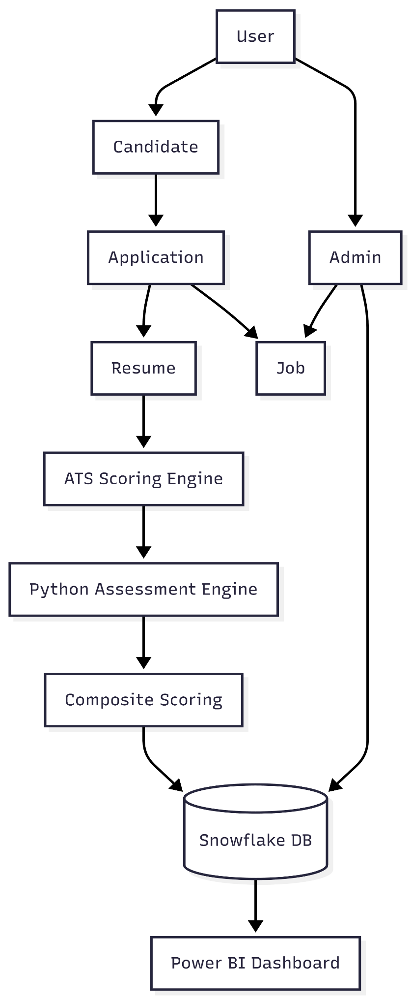 User
Candidate
Application
Admin
Resume
Job
ATS Scoring Engine
Python Assessment Engine
Composite Scoring
Snowflake DB
Power BI Dashboard